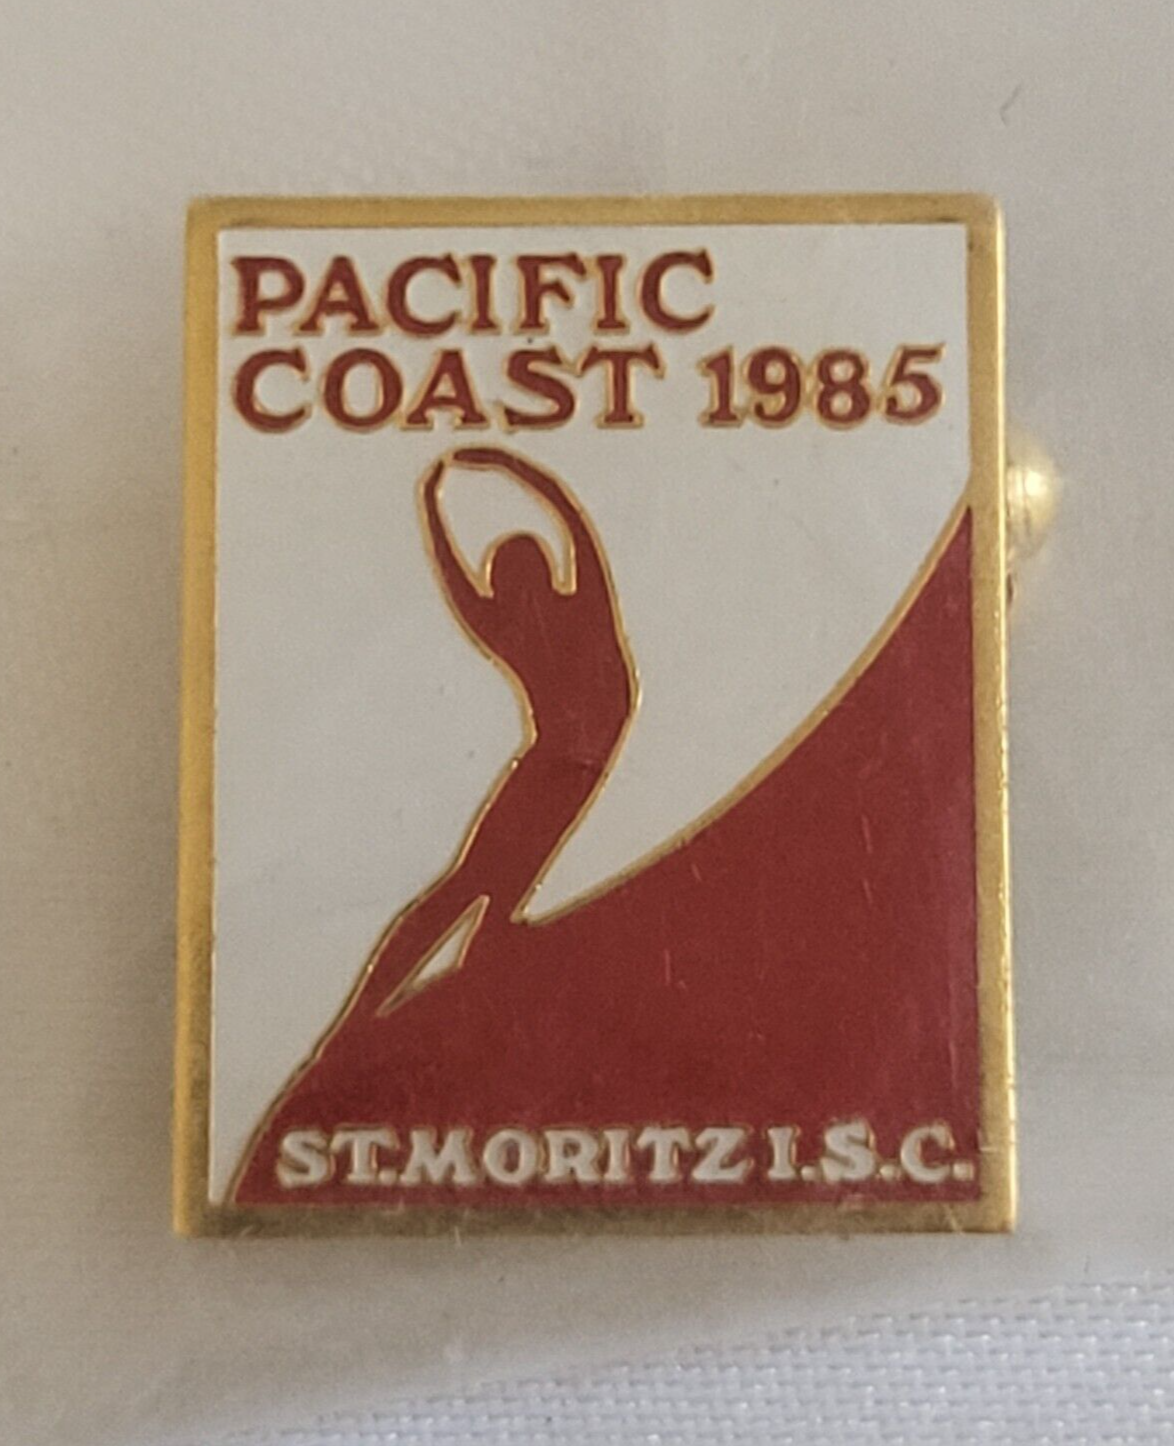 PACIFIC
COAST 1985
ST.MORITZ I.S.C.